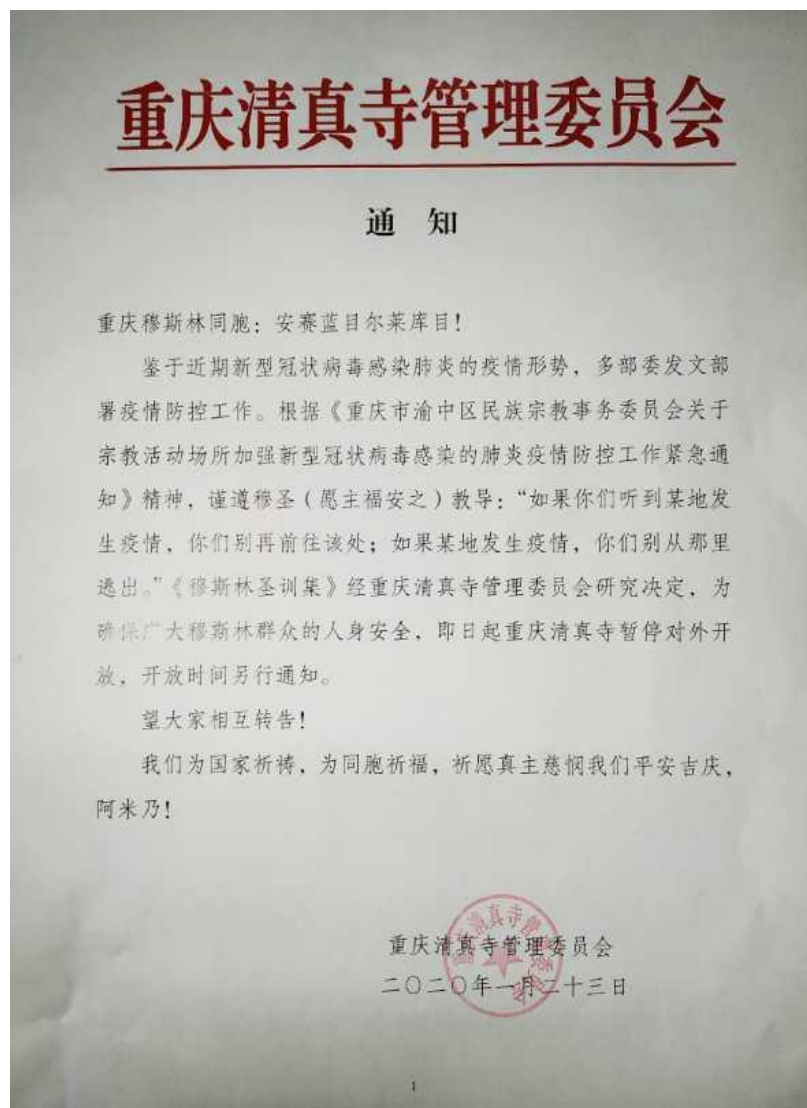 重庆清真寺管理委员会
通 知
重庆穆斯林同胞：安赛蓝目尔莱库目！
鉴于近期新型冠状病毒感染肺炎的疫情形势，多部委发文部
署疫情防控工作。根据《重庆市渝中区民族宗教事务委员会关于
宗教活动场所加强新型冠状病毒感染的肺炎疫情防控工作紧急通
知》精神，谨遵穆圣（愿主福安之）教导：“如果你们听到某地发
生疫情，你们别再前往该处；如果某地发生疫情，你们别从那里
逃出。”《穆斯林圣训集》经重庆清真寺管理委员会研究决定，为
确保广大穆斯林群众的人身安全，即日起重庆清真寺暂停对外开
放，开放时间另行通知。
望大家相互转告！
我们为国家祈祷，为同胞祈福，祈愿真主慈悯我们平安吉庆，
阿米乃！
重庆清真寺管理委员会
二〇二〇年一月二十三日
重庆清真寺管理委员会
1